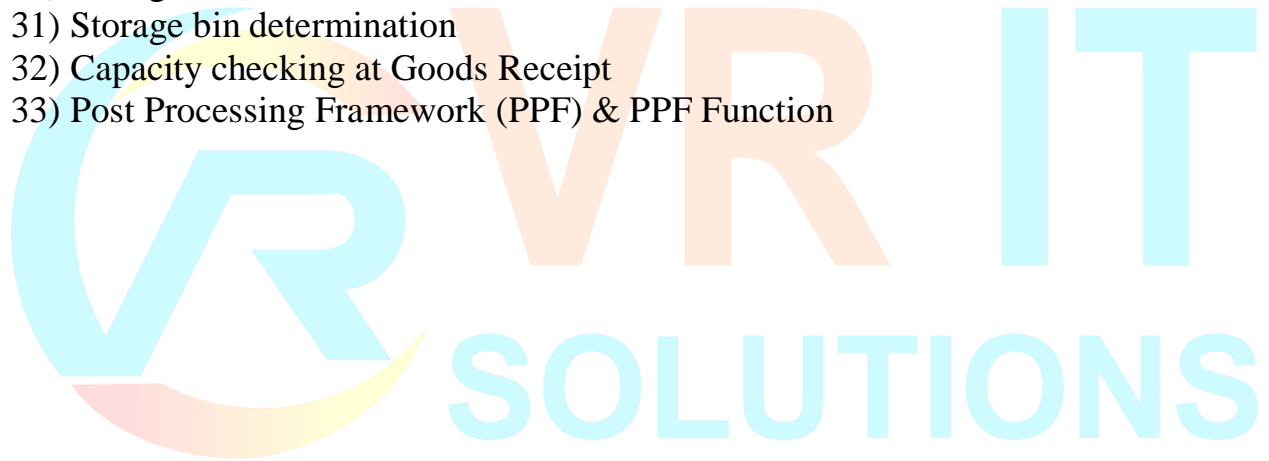 31) Storage bin determination
32) Capacity checking at Goods Receipt
33) Post Processing Framework (PPF) & PPF Function
VR IT
SOLUTIONS